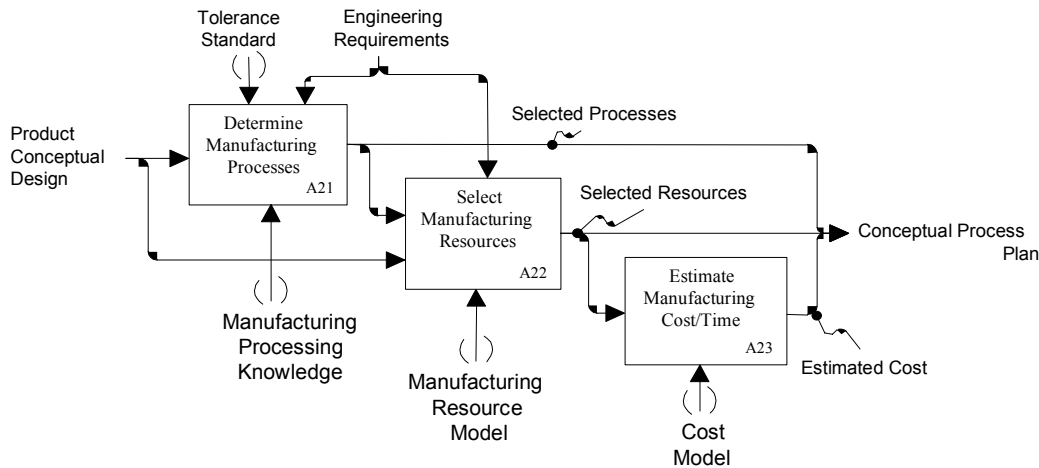 Tolerance
Standard
Engineering
Requirements
Product
Conceptual
Design
Determine
Manufacturing
Processes
A21
Selected Processes
Select
Manufacturing
Resources
A22
Selected Resources
Conceptual Process
Plan
Estimate
Manufacturing
Cost/Time
A23
Estimated Cost
Manufacturing
Processing
Knowledge
Manufacturing
Resource
Model
Cost
Model